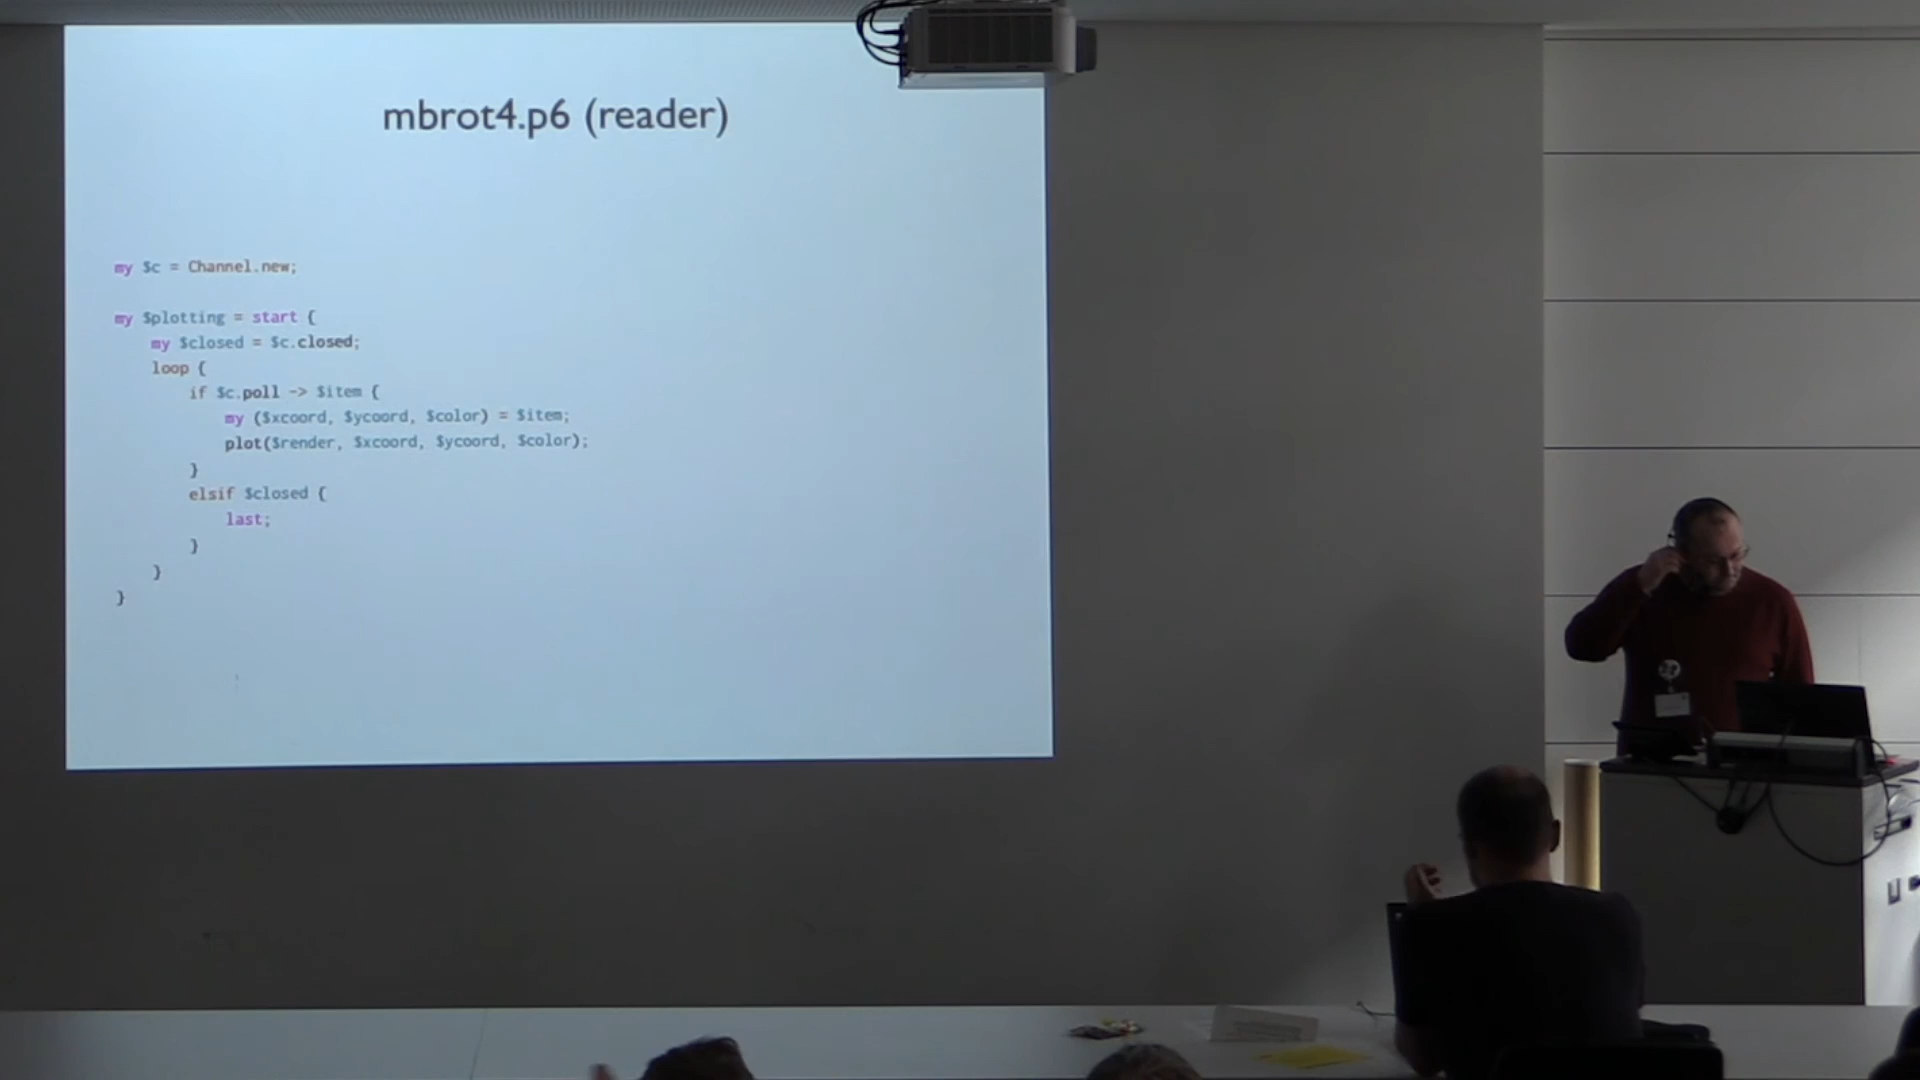 mbrot4.p6 (reader)
my $c = Channel.new;
my $plotting = start {
my $closed = $c.closed;
loop {
if $c.poll -> $item {
my ($xcoord, $ycoord, $color) = $item;
plot($render, $xcoord, $ycoord, $color);
}
elsif $closed {
last;
}
}
}